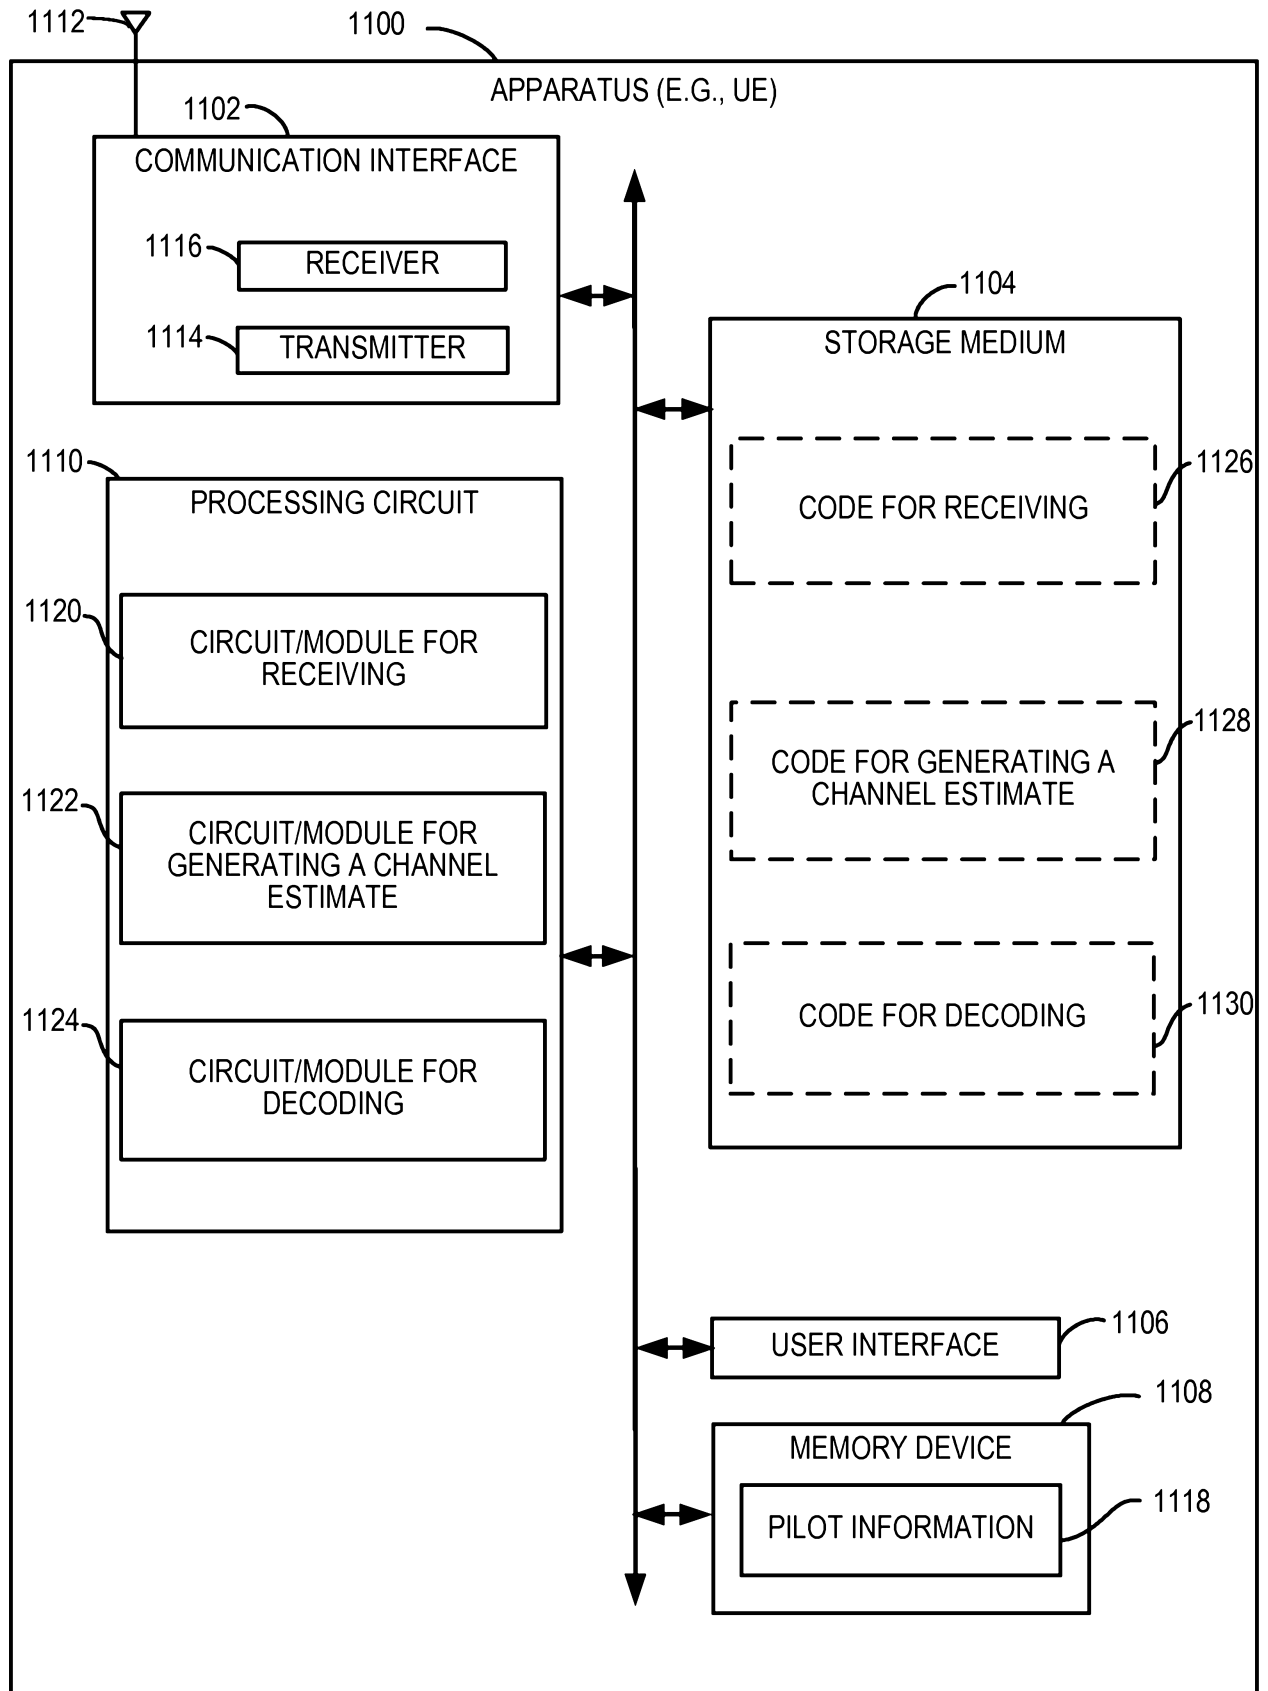 1112
1100
APPARATUS (E.G., UE)
1102
COMMUNICATION INTERFACE
1116
RECEIVER
1114
TRANSMITTER
1104
STORAGE MEDIUM
1126
CODE FOR RECEIVING
1128
CODE FOR GENERATING A
CHANNEL ESTIMATE
1130
CODE FOR DECODING
1110
PROCESSING CIRCUIT
1120
CIRCUIT/MODULE FOR
RECEIVING
1122
CIRCUIT/MODULE FOR
GENERATING A CHANNEL
ESTIMATE
1124
CIRCUIT/MODULE FOR
DECODING
1106
USER INTERFACE
1108
MEMORY DEVICE
1118
PILOT INFORMATION